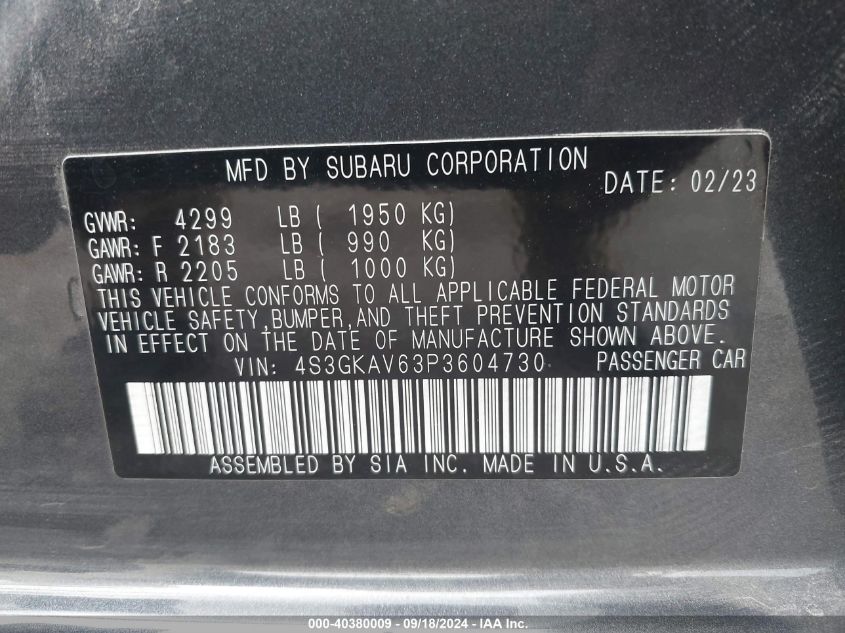 MFD BY SUBARU CORPORATION
DATE: 02/23
GVWR: 4299 LB ( 1950 KG)
GAWR: F 2183 LB ( 990 KG)
GAWR: R 2205 LB ( 1000 KG)
THIS VEHICLE CONFORMS TO ALL APPLICABLE FEDERAL MOTOR
VEHICLE SAFETY,BUMPER,AND THEFT PREVENTION STANDARDS
IN EFFECT ON THE DATE OF MANUFACTURE SHOWN ABOVE.
VIN: 4S3GKAV63P3604730 PASSENGER CAR
ASSEMBLED BY SIA INC. MADE IN U.S.A.
000-40380009 - 09/18/2024 - IAA Inc.